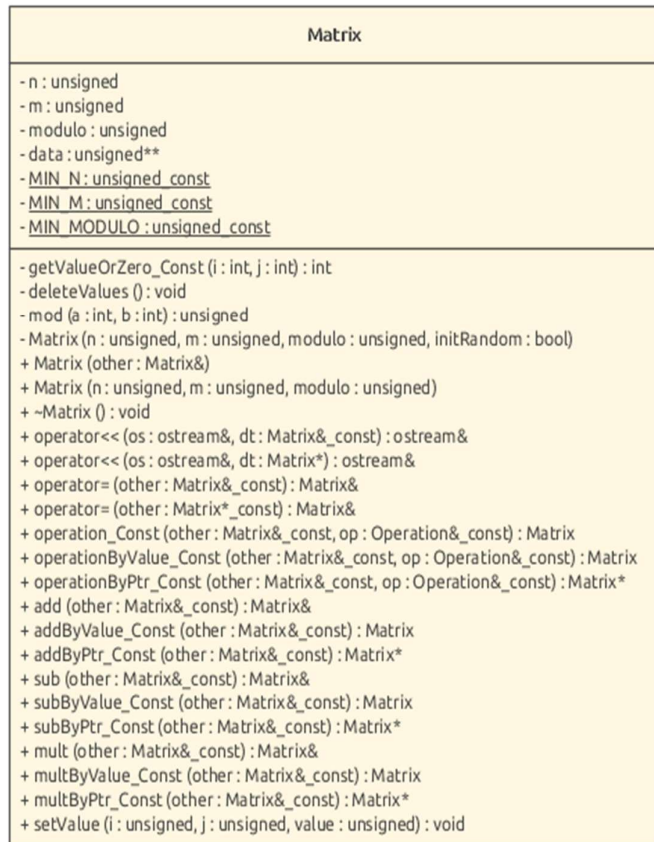 Matrix
- n : unsigned
- m : unsigned
- modulo : unsigned
- data : unsigned**
- MIN_N : unsigned_const
- MIN_M : unsigned_const
- MIN_MODULO : unsigned_const
- getValueOrZero_Const (i : int, j : int) : int
- deleteValues () : void
- mod (a : int, b : int) : unsigned
- Matrix (n : unsigned, m : unsigned, modulo : unsigned, initRandom : bool)
+ Matrix (other : Matrix&)
+ Matrix (n : unsigned, m : unsigned, modulo : unsigned)
+ ~Matrix () : void
+ operator<< (os : ostream&, dt : Matrix&_const) : ostream&
+ operator<< (os : ostream&, dt : Matrix*) : ostream&
+ operator= (other : Matrix&_const) : Matrix&
+ operator= (other : Matrix*_const) : Matrix&
+ operation_Const (other : Matrix&_const, op : Operation&_const) : Matrix
+ operationByValue_Const (other : Matrix&_const, op : Operation&_const) : Matrix
+ operationByPtr_Const (other : Matrix&_const, op : Operation&_const) : Matrix*
+ add (other : Matrix&_const) : Matrix&
+ addByValue_Const (other : Matrix&_const) : Matrix
+ addByPtr_Const (other : Matrix&_const) : Matrix*
+ sub (other : Matrix&_const) : Matrix&
+ subByValue_Const (other : Matrix&_const) : Matrix
+ subByPtr_Const (other : Matrix&_const) : Matrix*
+ mult (other : Matrix&_const) : Matrix&
+ multByValue_Const (other : Matrix&_const) : Matrix
+ multByPtr_Const (other : Matrix&_const) : Matrix*
+ setValue (i : unsigned, j : unsigned, value : unsigned) : void